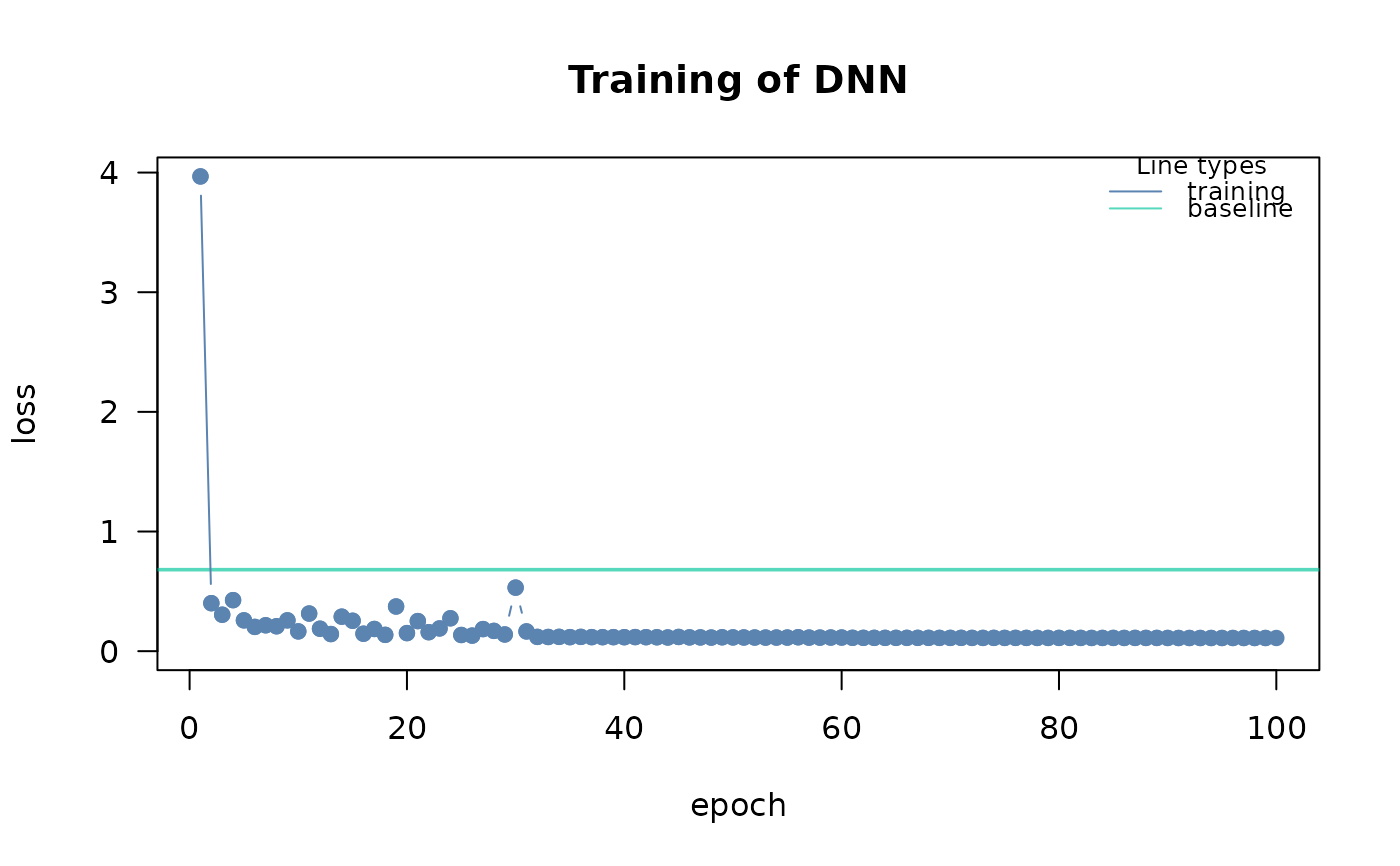 Training of DNN
Line types
training
baseline
4
3
2
1
0
loss
0 20 40 60 80 100
epoch